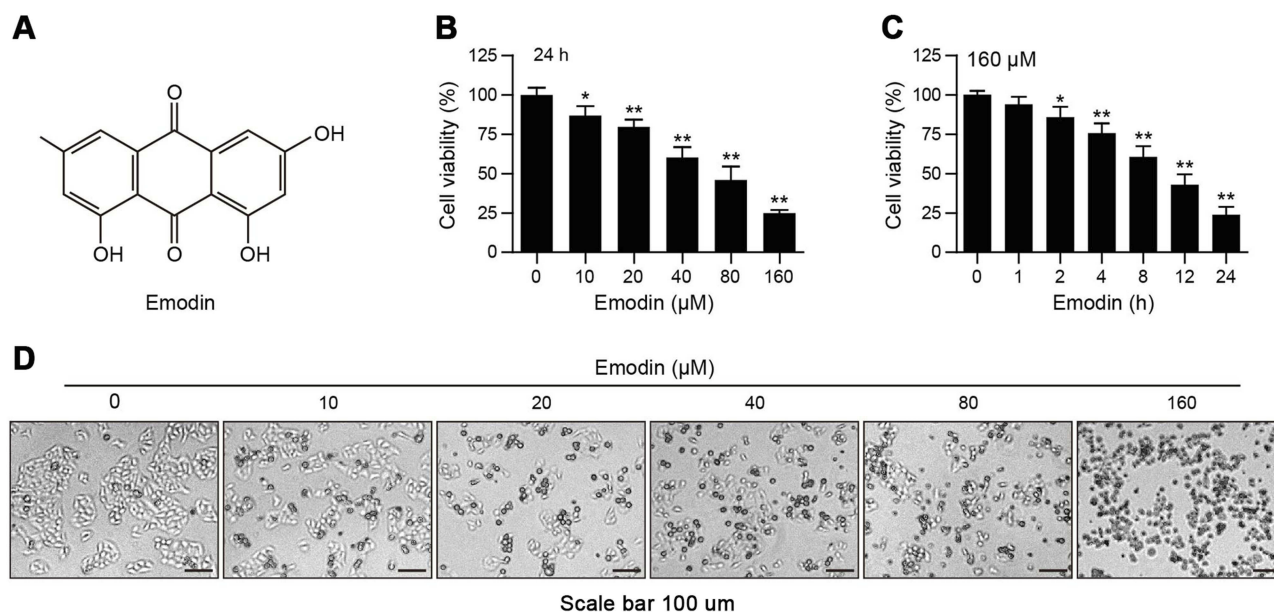 A
O
OH
OH
O
OH
Emodin
B
24 h
Cell viability (%)
125
100
75
50
25
0
*
**
**
**
**
0 10 20 40 80 160
Emodin (µM)
C
160 µM
Cell viability (%)
125
100
75
50
25
0
*
**
**
**
**
0 1 2 4 8 12 24
Emodin (h)
D
Emodin (µM)
0 10 20 40 80 160
Scale bar 100 um